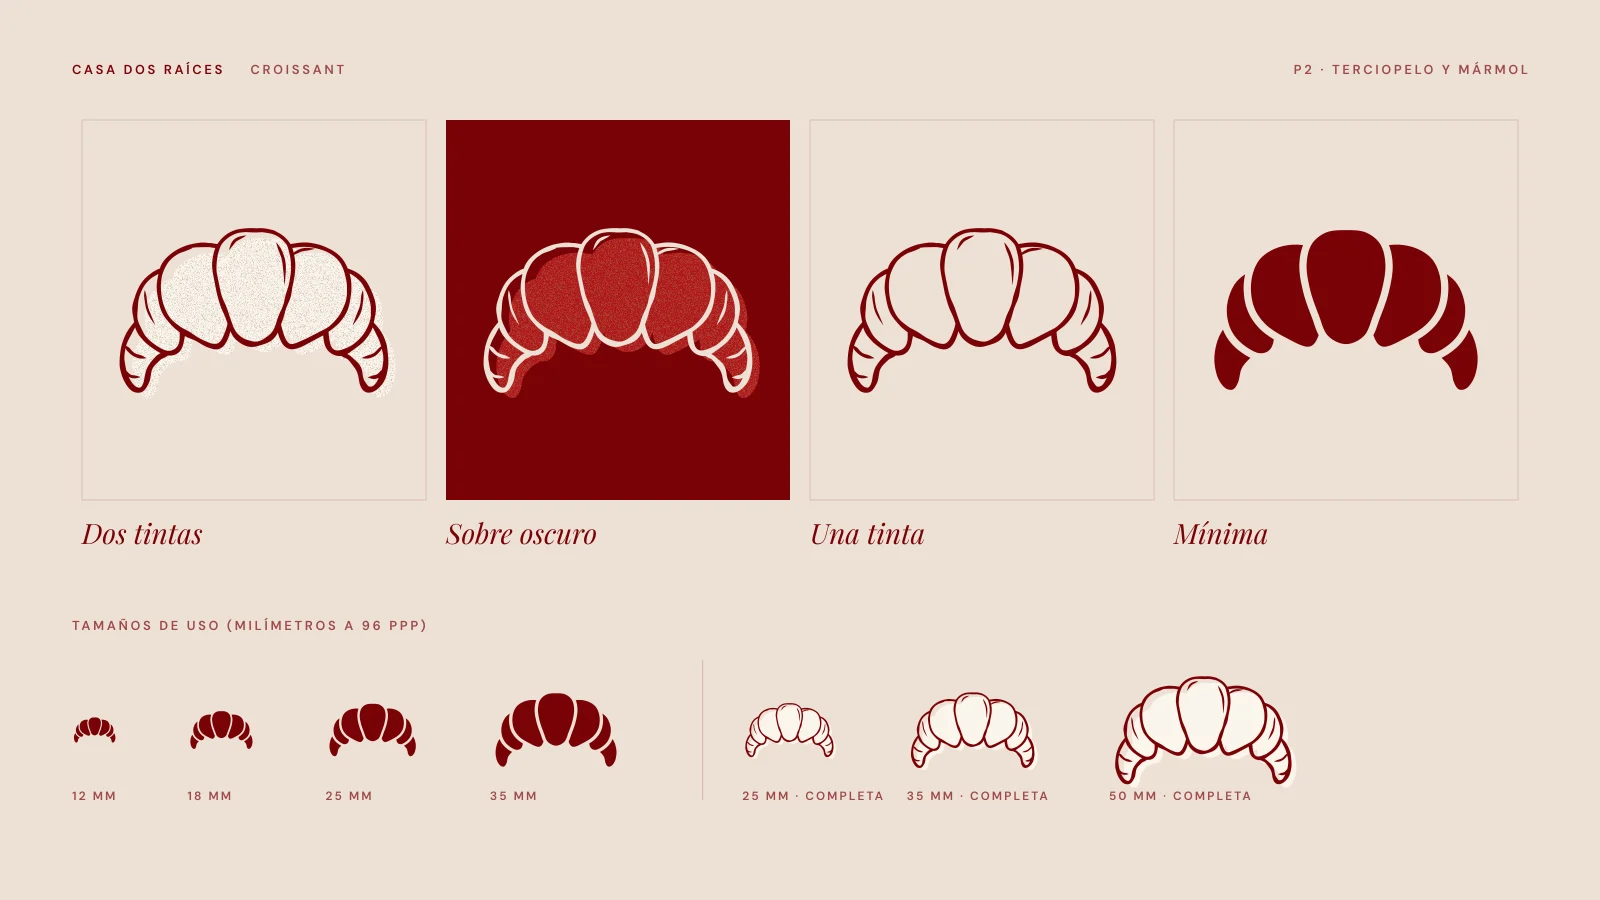 CASA DOS RAÍCES CROISSANT
P2 · TERCIOPELO Y MÁRMOL
Dos tintas
Sobre oscuro
Una tinta
Mínima
TAMAÑOS DE USO (MILÍMETROS A 96 PPP)
12 MM
18 MM
25 MM
35 MM
25 MM · COMPLETA
35 MM · COMPLETA
50 MM · COMPLETA